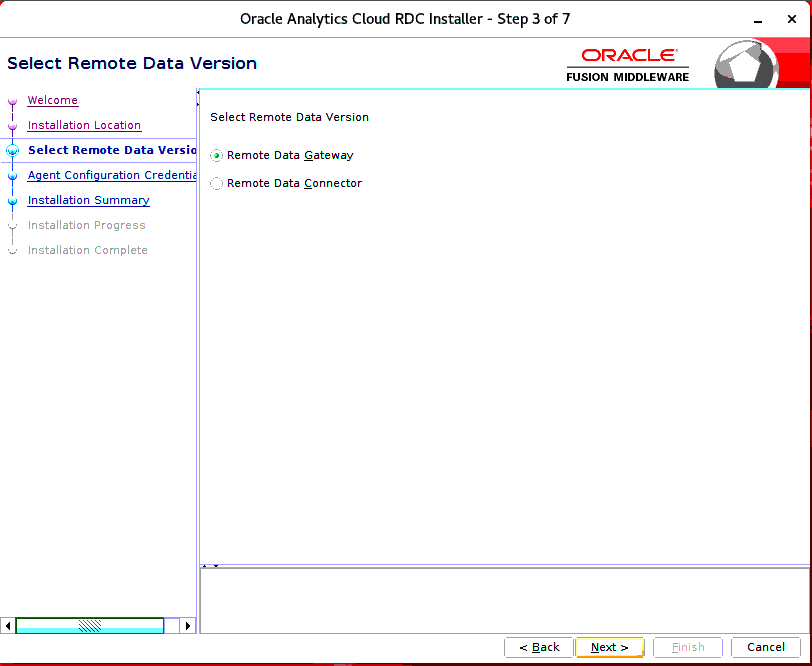 Oracle Analytics Cloud RDC Installer - Step 3 of 7
Select Remote Data Version
ORACLE
FUSION MIDDLEWARE
Welcome
Installation Location
Select Remote Data Versio
Agent Configuration Credentia
Installation Summary
Installation Progress
Installation Complete
Select Remote Data Version
Remote Data Gateway
Remote Data Connector
< Back
Next >
Finish
Cancel